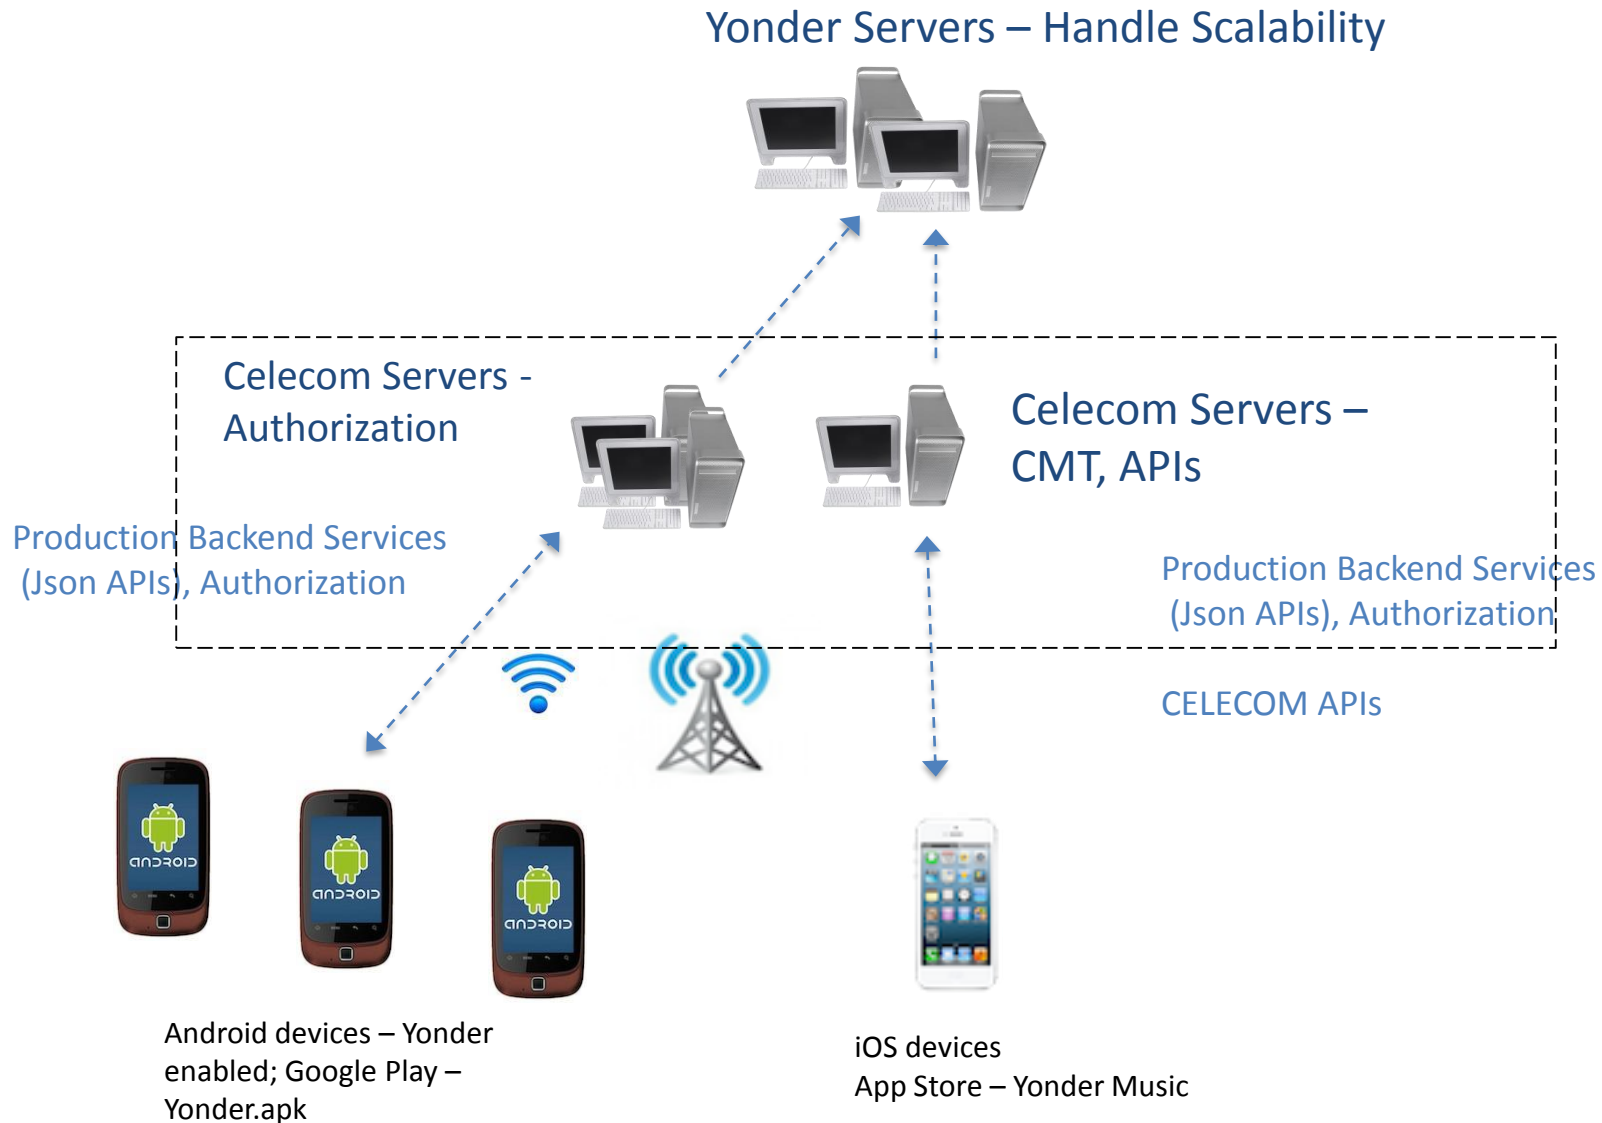 Yonder Servers – Handle Scalability
Celecom Servers -
Authorization
Celecom Servers –
CMT, APIs
Production Backend Services
(Json APIs), Authorization
Production Backend Services
(Json APIs), Authorization
CELECOM APIs
ANDROID
ANDROID
ANDROID
Android devices – Yonder
enabled; Google Play –
Yonder.apk
iOS devices
App Store – Yonder Music